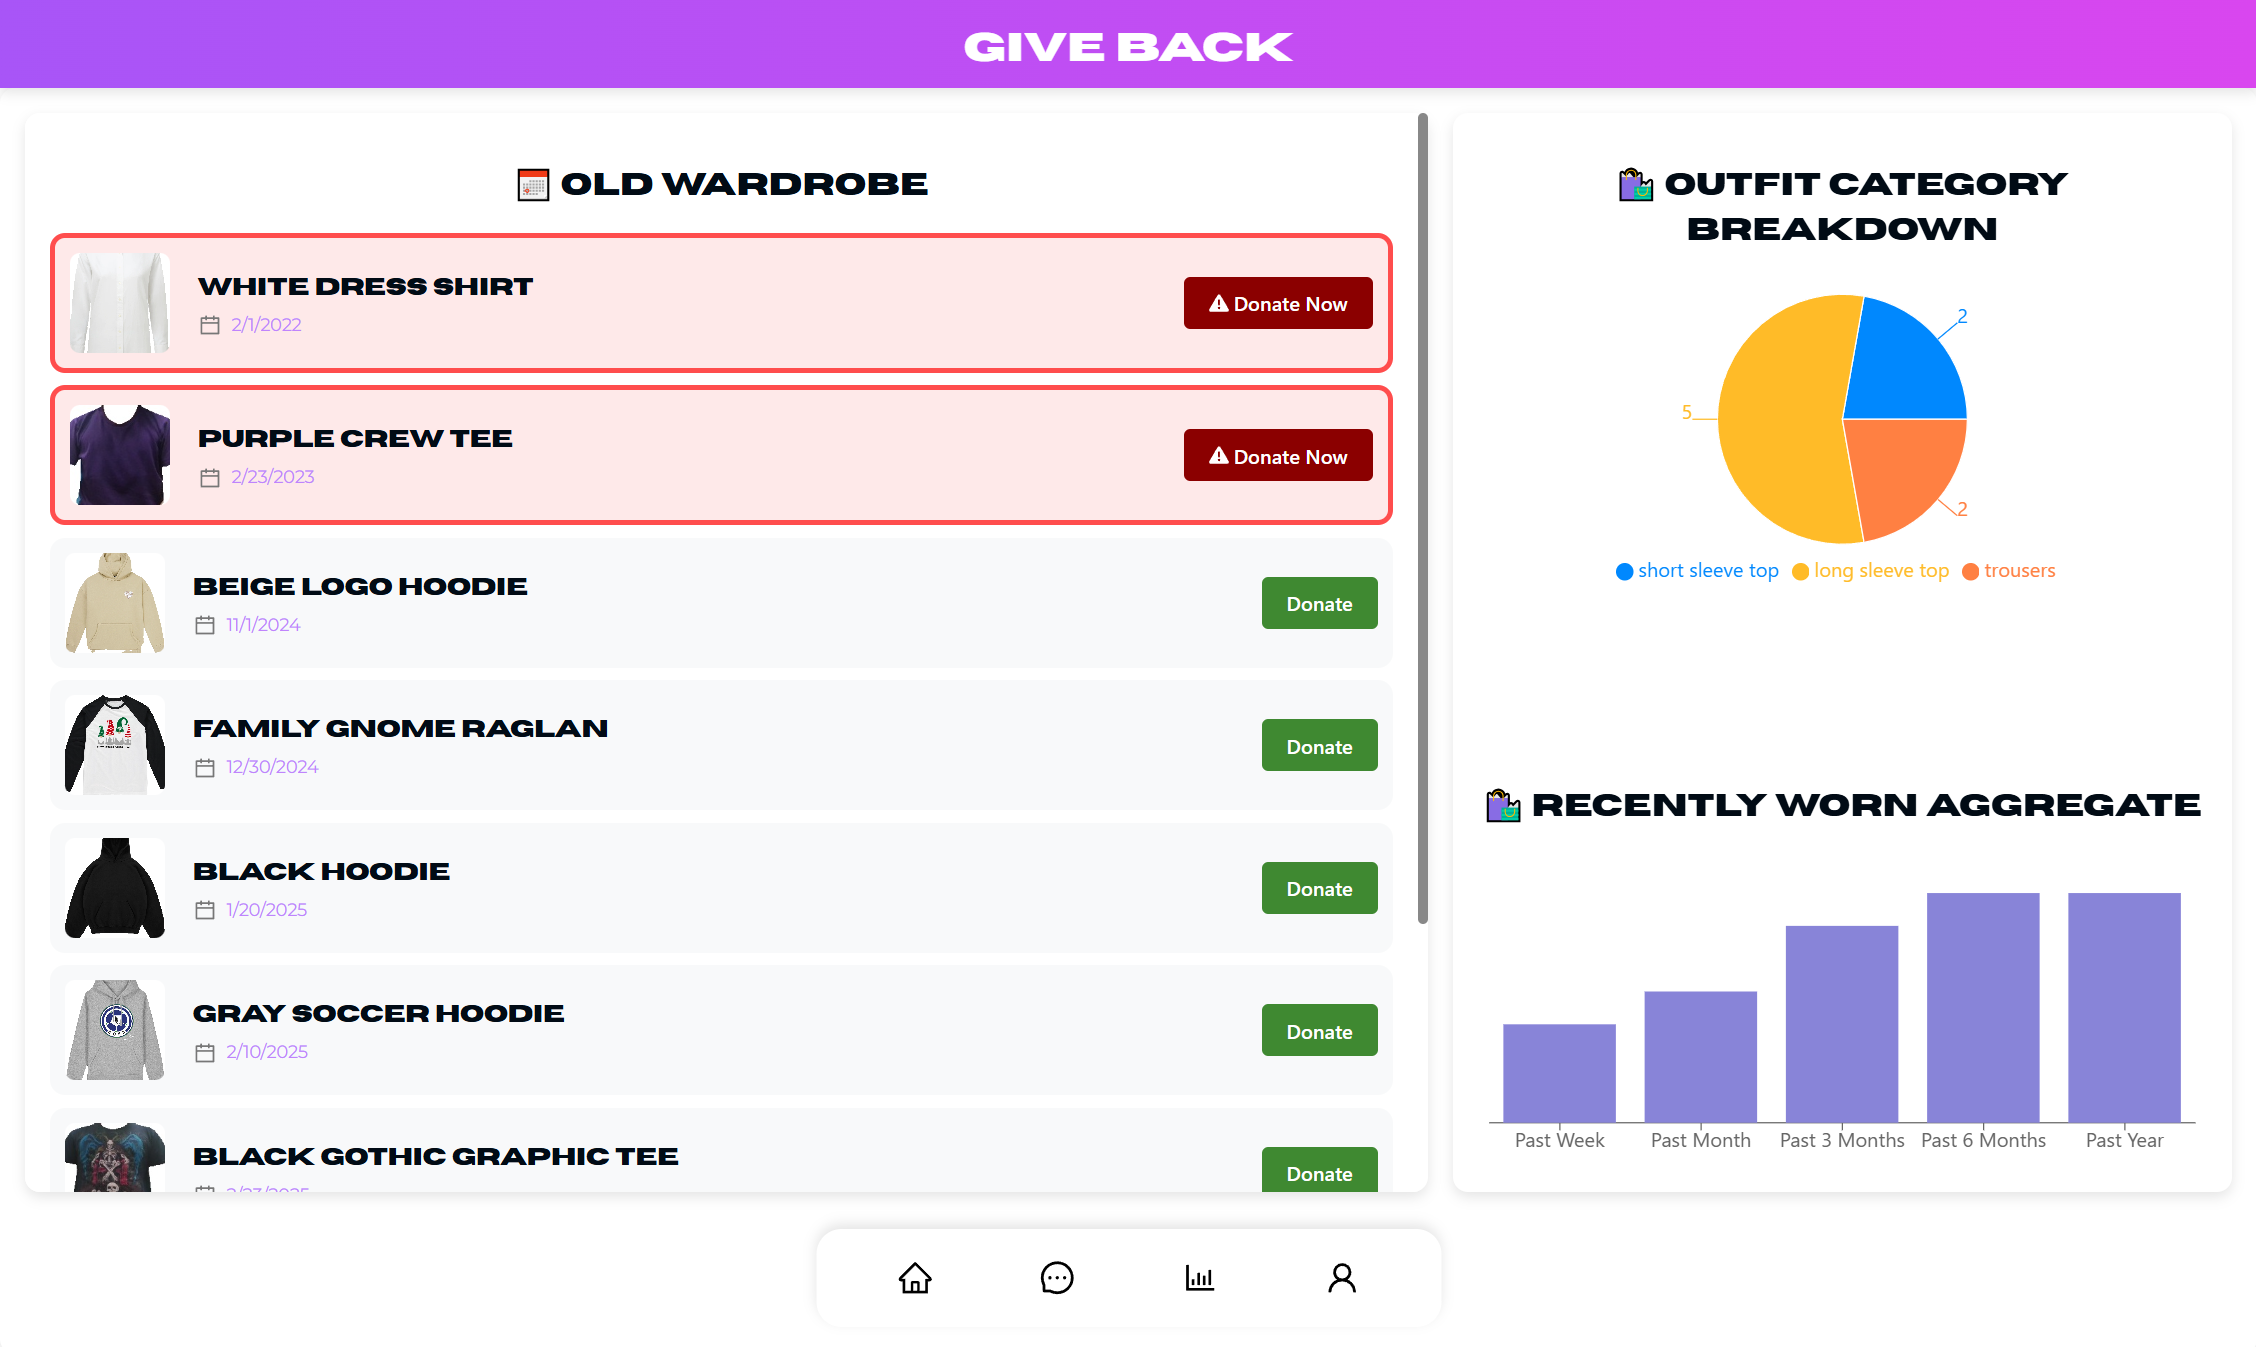 GIVE BACK
OLD WARDROBE
WHITE DRESS SHIRT
2/1/2022
Donate Now
PURPLE CREW TEE
2/23/2023
Donate Now
BEIGE LOGO HOODIE
11/1/2024
Donate
FAMILY GNOME RAGLAN
12/30/2024
Donate
BLACK HOODIE
1/20/2025
Donate
GRAY SOCCER HOODIE
2/10/2025
Donate
BLACK GOTHIC GRAPHIC TEE
2/23/2025
Donate
OUTFIT CATEGORY
BREAKDOWN
2
5
2
short sleeve top long sleeve top trousers
RECENTLY WORN AGGREGATE
Past Week Past Month Past 3 Months Past 6 Months Past Year